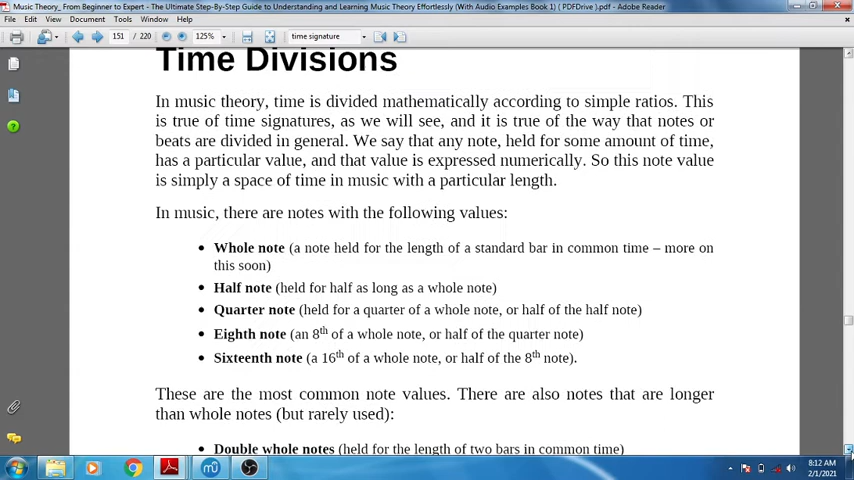 Music Theory_ From Beginner to Expert - The Ultimate Step-By-Step Guide to Understanding and Learning Music Theory Effortlessly (With Audio Examples Book 1) ( PDFDrive ).pdf - Adobe Reader
File Edit View Document Tools Window Help
151 / 220 125% time signature
Time Divisions
In music theory, time is divided mathematically according to simple ratios. This
is true of time signatures, as we will see, and it is true of the way that notes or
beats are divided in general. We say that any note, held for some amount of time,
has a particular value, and that value is expressed numerically. So this note value
is simply a space of time in music with a particular length.
In music, there are notes with the following values:
• Whole note (a note held for the length of a standard bar in common time – more on
this soon)
• Half note (held for half as long as a whole note)
• Quarter note (held for a quarter of a whole note, or half of the half note)
• Eighth note (an 8th of a whole note, or half of the quarter note)
• Sixteenth note (a 16th of a whole note, or half of the 8th note).
These are the most common note values. There are also notes that are longer
than whole notes (but rarely used):
• Double whole notes (held for the length of two bars in common time)
8:12 AM
2/1/2021